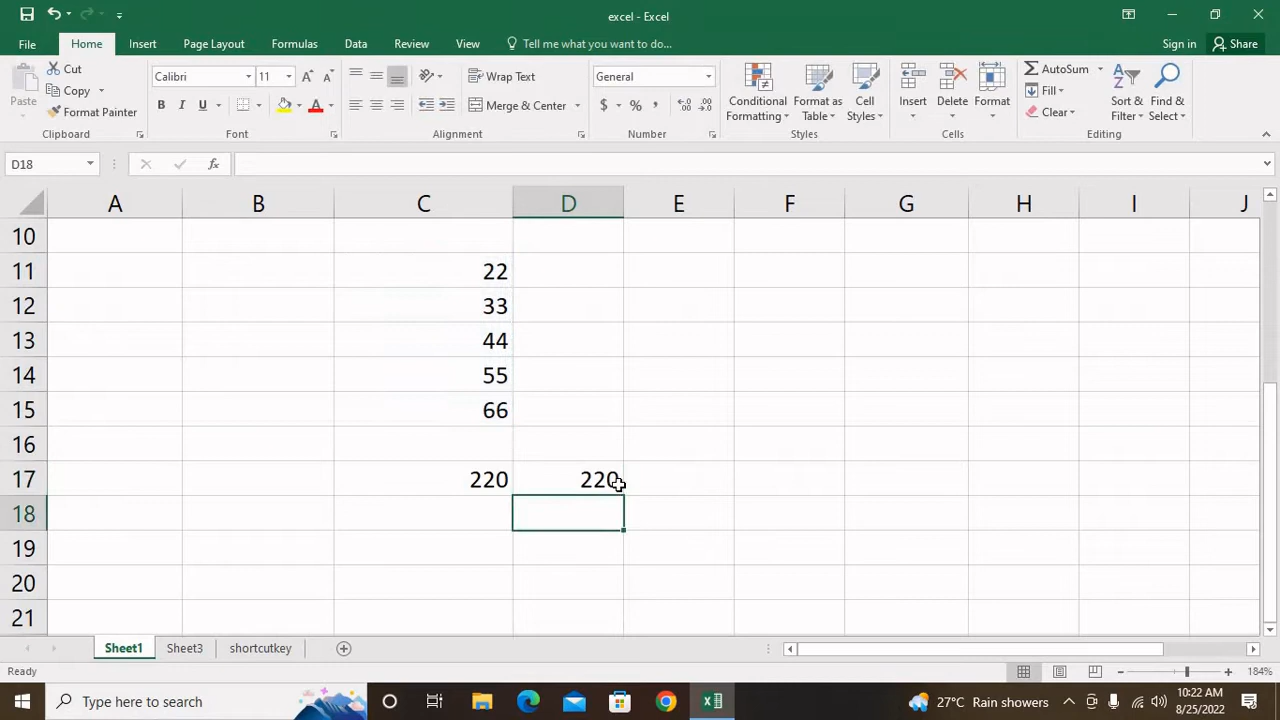 excel - Excel
File Home Insert Page Layout Formulas Data Review View Tell me what you want to do... Sign in Share
Paste
Cut
Copy
Format Painter
Clipboard
Calibri 11
B I U
Font
Wrap Text
Merge & Center
Alignment
General
$ % ,
Number
Conditional Formatting
Format as Table
Cell Styles
Styles
Insert Delete Format
Cells
AutoSum
Fill
Clear
Sort & Filter
Find & Select
Editing
D18 fx
A B C D E F G H I J
10
11 22
12 33
13 44
14 55
15 66
16
17 220 220
18
19
20
21
Sheet1 Sheet3 shortcutkey
Ready 184%
Type here to search 27°C Rain showers 10:22 AM
8/25/2022